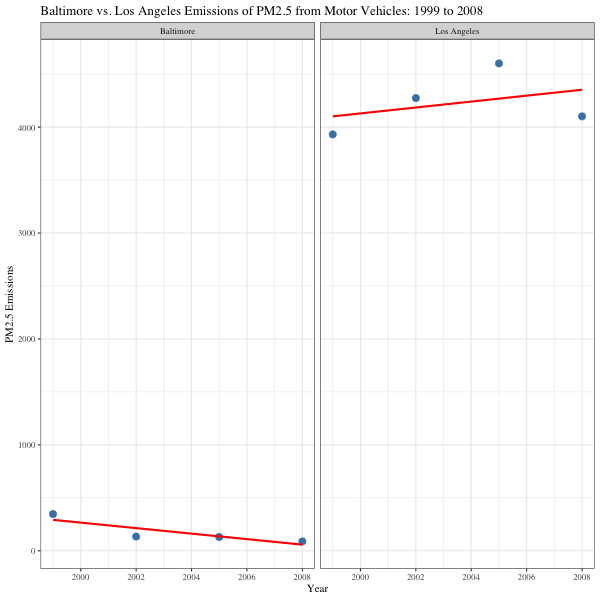 Baltimore vs. Los Angeles Emissions of PM2.5 from Motor Vehicles: 1999 to 2008
Baltimore
Los Angeles
PM2.5 Emissions
4000
3000
2000
1000
0
2000 2002 2004 2006 2008
2000 2002 2004 2006 2008
Year